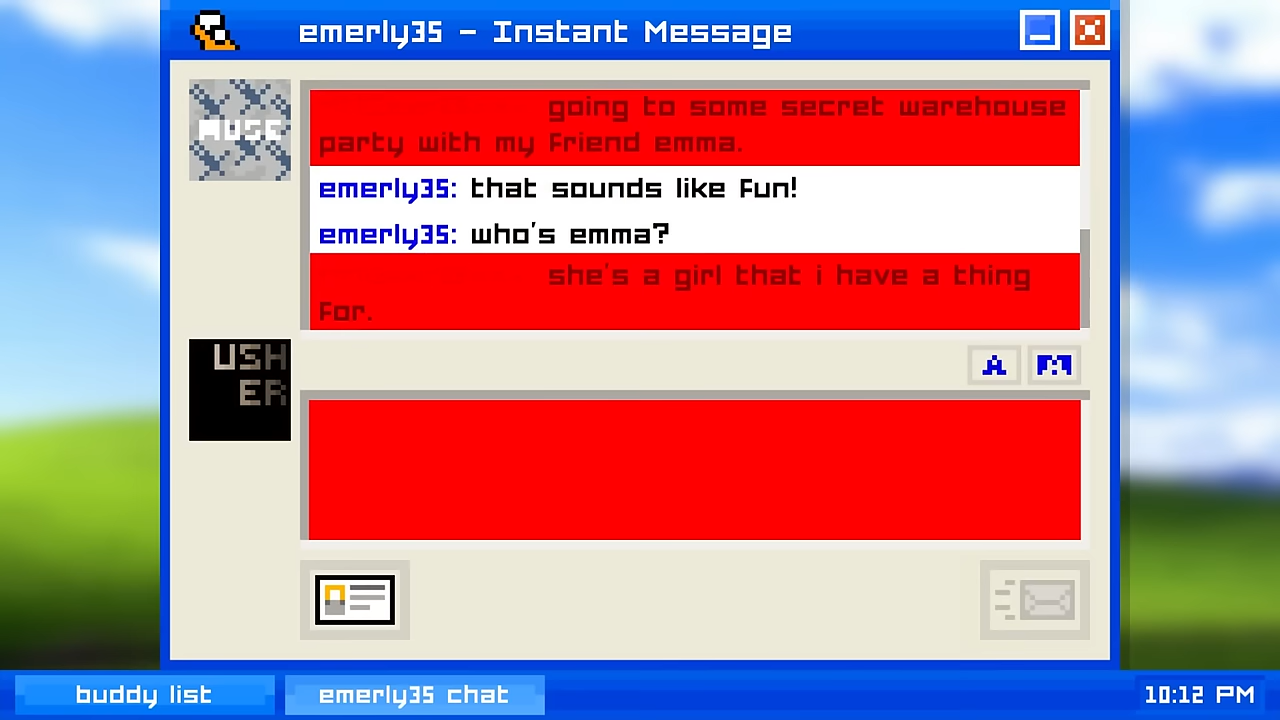 emerly35 - Instant Message
MUSE
going to some secret warehouse
party with my friend emma.
emerly35: that sounds like fun!
emerly35: who's emma?
she's a girl that i have a thing
for.
USH
ER
A
buddy list
emerly35 chat
10:12 PM